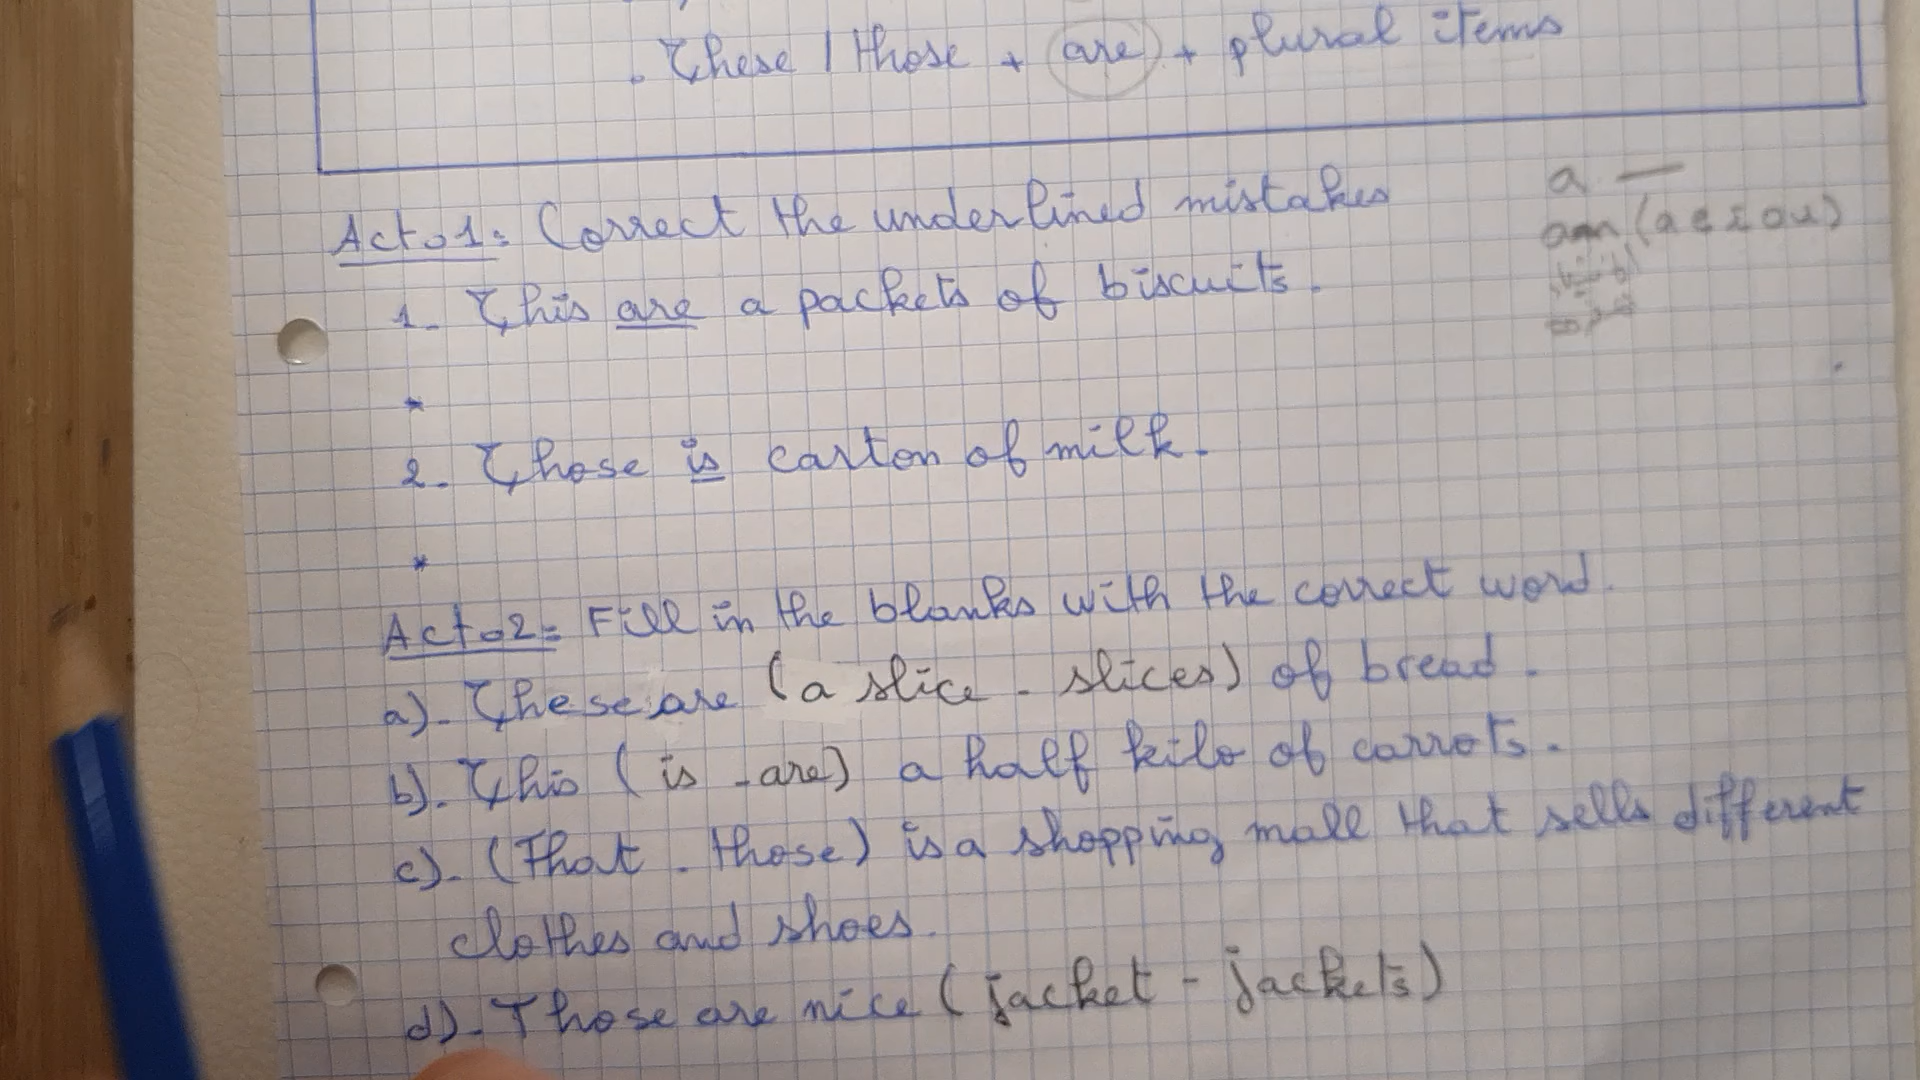 . These / those + are + plural items
a —
Act 1: Correct the underlined mistakes
an (a e i o u)
1. This are a packets of biscuits.
*
2. Those is carton of milk.
*
Act 2: Fill in the blanks with the correct word.
a). These are (a slice - slices) of bread.
b). This (is - are) a half kilo of carrots.
c). (That - those) is a shopping mall that sells different
clothes and shoes.
d). Those are nice (jacket - jackets)